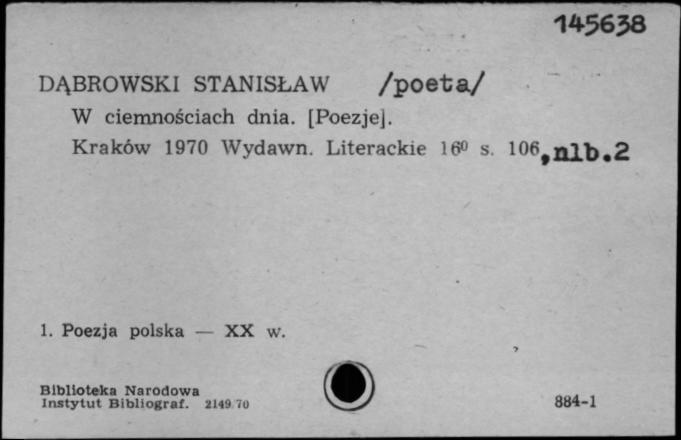 145638
DĄBROWSKI STANISŁAW /poeta/
W ciemnościach dnia. [Poezje].
Kraków 1970 Wydawn. Literackie 16⁰ s. 106,nlb.2
1. Poezja polska — XX w.
Biblioteka Narodowa
Instytut Bibliograf. 2149/70
884-1